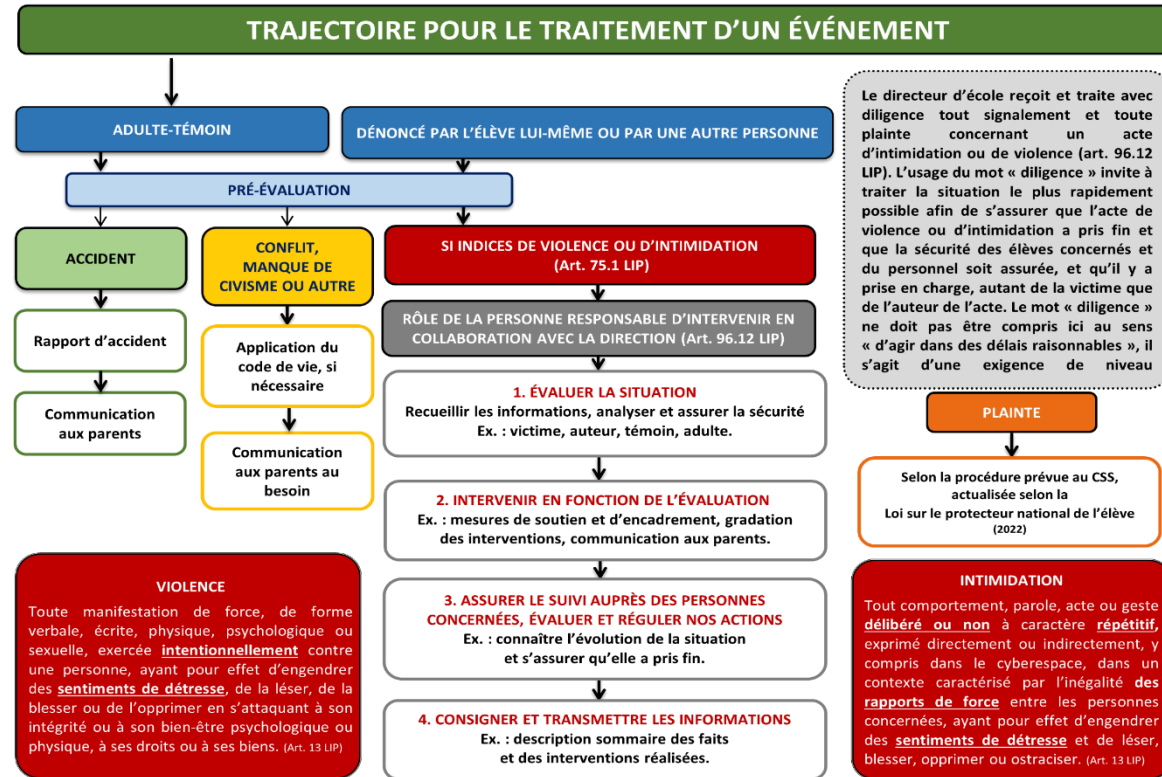 TRAJECTOIRE POUR LE TRAITEMENT D'UN ÉVÉNEMENT
ADULTE-TÉMOIN
DÉNONCÉ PAR L'ÉLÈVE LUI-MÊME OU PAR UNE AUTRE PERSONNE
PRÉ-ÉVALUATION
ACCIDENT
Rapport d'accident
Communication
aux parents
CONFLIT,
MANQUE DE
CIVISME OU AUTRE
Application du
code de vie, si
nécessaire
Communication
aux parents au
besoin
SI INDICES DE VIOLENCE OU D'INTIMIDATION
(Art. 75.1 LIP)
RÔLE DE LA PERSONNE RESPONSABLE D'INTERVENIR EN
COLLABORATION AVEC LA DIRECTION (Art. 96.12 LIP)
1. ÉVALUER LA SITUATION
Recueillir les informations, analyser et assurer la sécurité
Ex. : victime, auteur, témoin, adulte.
2. INTERVENIR EN FONCTION DE L'ÉVALUATION
Ex. : mesures de soutien et d'encadrement, gradation
des interventions, communication aux parents.
3. ASSURER LE SUIVI AUPRÈS DES PERSONNES
CONCERNÉES, ÉVALUER ET RÉGULER NOS ACTIONS
Ex. : connaître l'évolution de la situation
et s'assurer qu'elle a pris fin.
4. CONSIGNER ET TRANSMETTRE LES INFORMATIONS
Ex. : description sommaire des faits
et des interventions réalisées.
Le directeur d'école reçoit et traite avec
diligence tout signalement et toute
plainte concernant un acte
d'intimidation ou de violence (art. 96.12
LIP). L'usage du mot « diligence » invite à
traiter la situation le plus rapidement
possible afin de s'assurer que l'acte de
violence ou d'intimidation a pris fin et
que la sécurité des élèves concernés et
du personnel soit assurée, et qu'il y a
prise en charge, autant de la victime que
de l'auteur de l'acte. Le mot « diligence »
ne doit pas être compris ici au sens
« d'agir dans des délais raisonnables », il
s'agit d'une exigence de niveau
PLAINTE
Selon la procédure prévue au CSS,
actualisée selon la
Loi sur le protecteur national de l'élève
(2022)
VIOLENCE
Toute manifestation de force, de forme
verbale, écrite, physique, psychologique ou
sexuelle, exercée intentionnellement contre
une personne, ayant pour effet d'engendrer
des sentiments de détresse, de la léser, de la
blesser ou de l'opprimer en s'attaquant à son
intégrité ou à son bien-être psychologique ou
physique, à ses droits ou à ses biens. (Art. 13 LIP)
INTIMIDATION
Tout comportement, parole, acte ou geste
délibéré ou non à caractère répétitif,
exprimé directement ou indirectement, y
compris dans le cyberespace, dans un
contexte caractérisé par l'inégalité des
rapports de force entre les personnes
concernées, ayant pour effet d'engendrer
des sentiments de détresse et de léser,
blesser, opprimer ou ostraciser. (Art. 13 LIP)